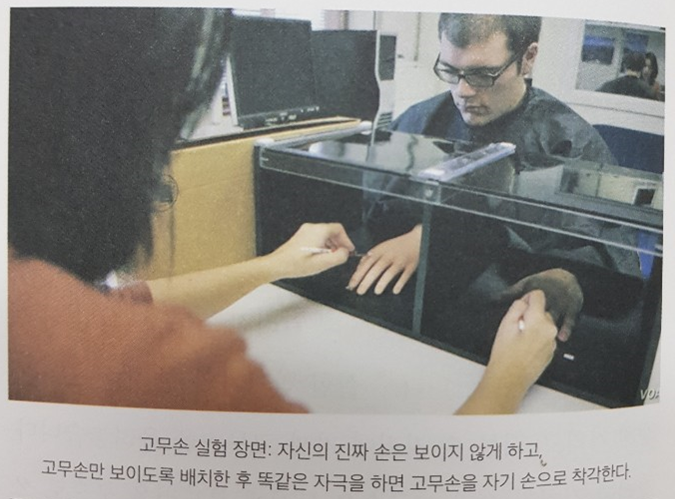 VOA
고무손 실험 장면: 자신의 진짜 손은 보이지 않게 하고,
고무손만 보이도록 배치한 후 똑같은 자극을 하면 고무손을 자기 손으로 착각한다.